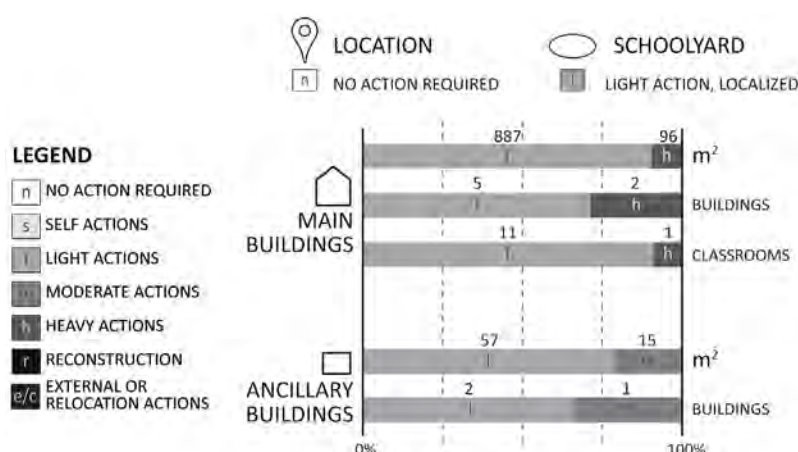 LOCATION
SCHOOLYARD
n NO ACTION REQUIRED
l LIGHT ACTION, LOCALIZED
LEGEND
n NO ACTION REQUIRED
s SELF ACTIONS
l LIGHT ACTIONS
m MODERATE ACTIONS
h HEAVY ACTIONS
r RECONSTRUCTION
e/c EXTERNAL OR
RELOCATION ACTIONS
MAIN
BUILDINGS
887 96
l h m²
5 2
l h BUILDINGS
11 1
l h CLASSROOMS
ANCILLARY
BUILDINGS
57 15
l m m²
2 1
l BUILDINGS
0% 100%